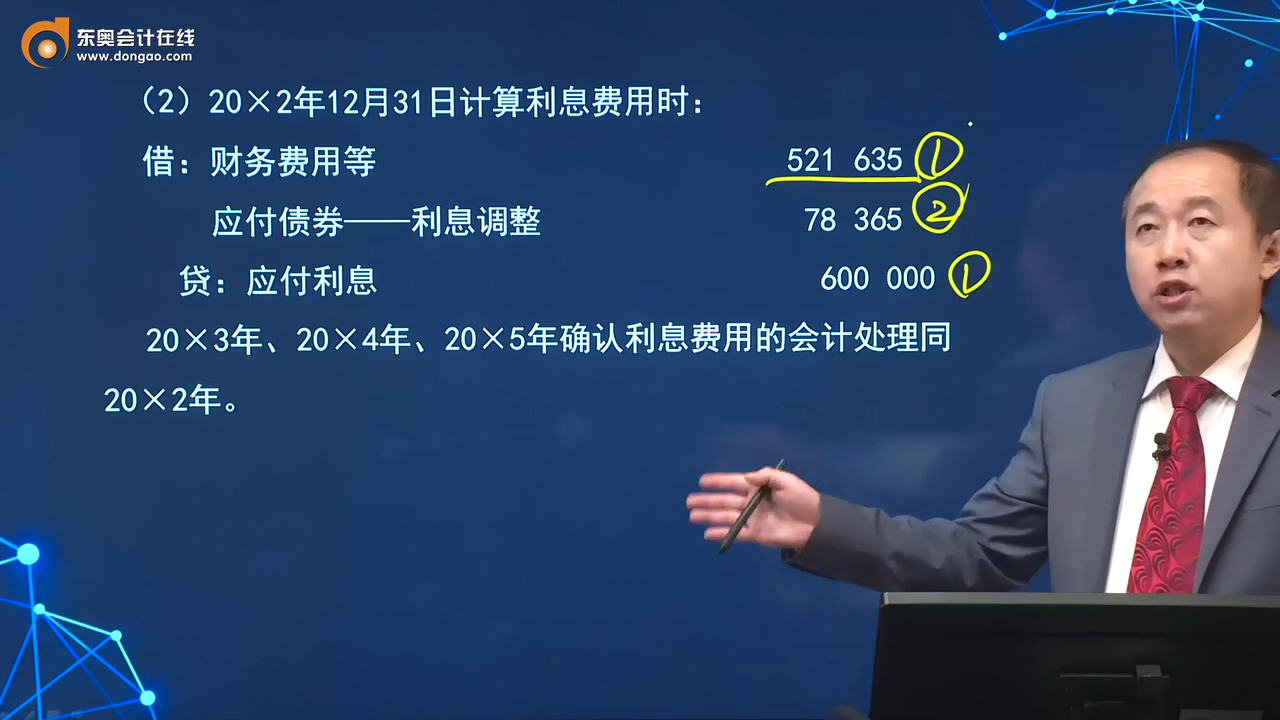 东奥会计在线
www.dongao.com
（2）20×2年12月31日计算利息费用时：
借：财务费用等 521 635 ①
应付债券——利息调整 78 365 ②
贷：应付利息 600 000 ①
20×3年、20×4年、20×5年确认利息费用的会计处理同
20×2年。